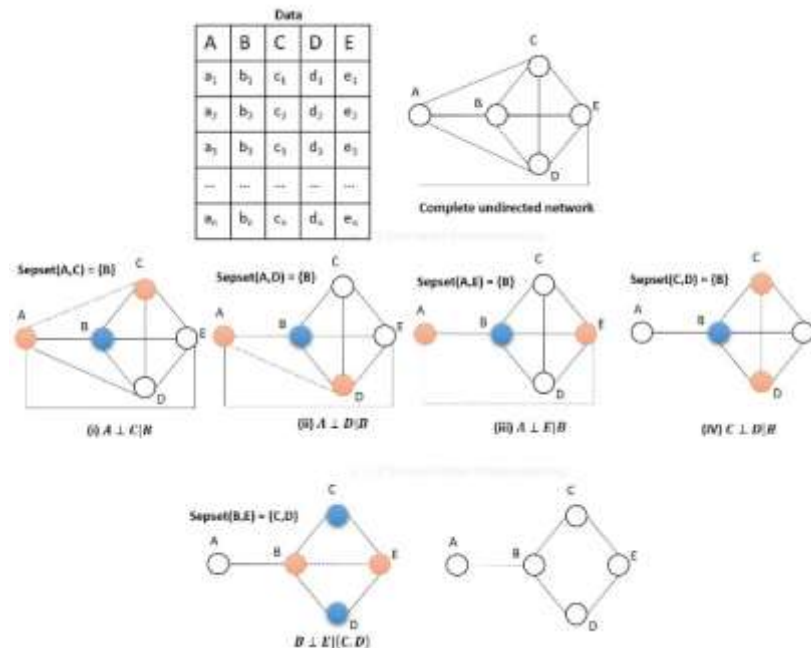 Data
A B C D E
a₁ b₁ c₁ d₁ e₁
a₂ b₂ c₂ d₂ e₂
a₃ b₃ c₃ d₃ e₃
... ... ... ... ...
aₙ bₙ cₙ dₙ eₙ
C
A
B
E
D
Complete undirected network
Sepset(A,C) = {B}
C
A
B
E
D
(i) A ⊥ C|B
Sepset(A,D) = {B}
C
A
B
E
D
(ii) A ⊥ D|B
Sepset(A,E) = {B}
C
A
B
E
D
(iii) A ⊥ E|B
Sepset(C,D) = {B}
C
A
B
E
D
(IV) C ⊥ D|B
Sepset(B,E) = {C,D}
C
A
B
E
D
B ⊥ E|{C,D}
C
A
B
E
D